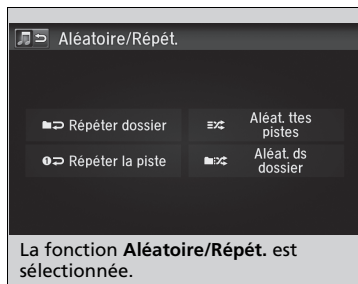 Aléatoire/Répét.
Répéter dossier
Aléat. ttes
pistes
Répéter la piste
Aléat. ds
dossier
La fonction Aléatoire/Répét. est
sélectionnée.